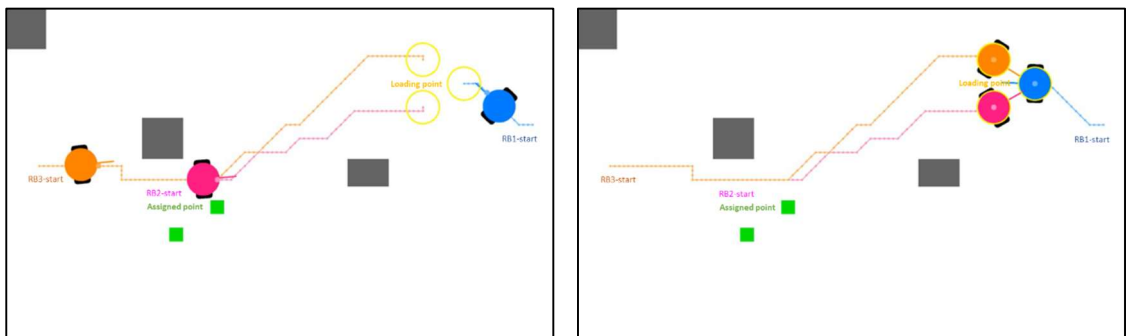 Loading point
RB1-start
RB3-start
RB2-start
Assigned point
Loading point
RB1-start
RB3-start
RB2-start
Assigned point